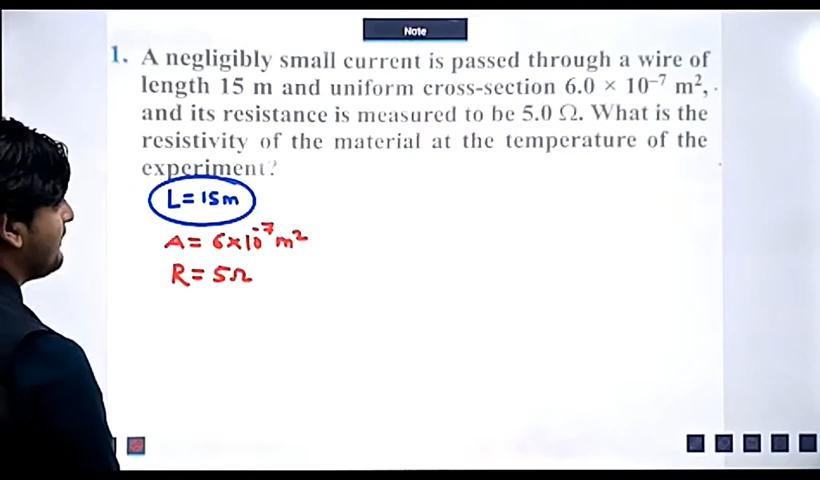 Note
1. A negligibly small current is passed through a wire of
length 15 m and uniform cross-section 6.0 × 10⁻⁷ m²,
and its resistance is measured to be 5.0 Ω. What is the
resistivity of the material at the temperature of the
experiment?
L = 15m
A = 6×10⁻⁷ m²
R = 5Ω